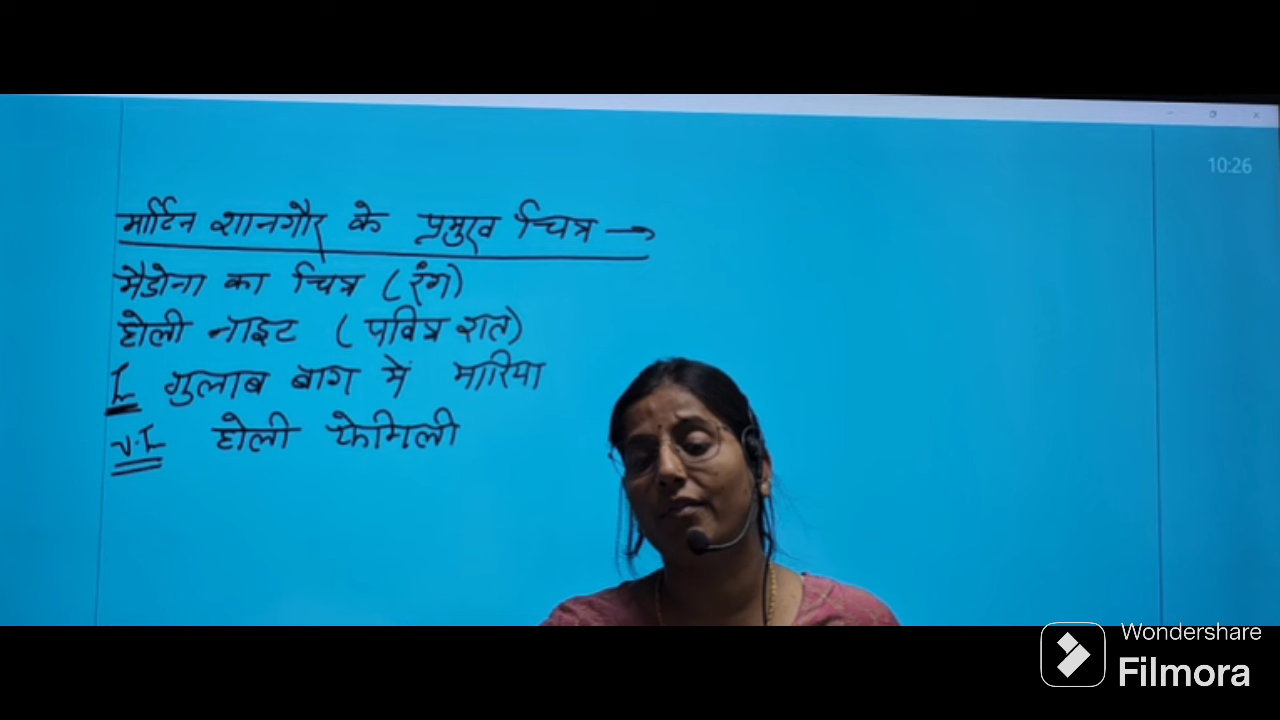 10:26
मार्टिन शानगौर के प्रमुख चित्र →
मैडोना का चित्र (रंग)
होली नाइट (पवित्र रात)
I गुलाब बाग में मारिया
v.I होली फेमिली
Wondershare
Filmora